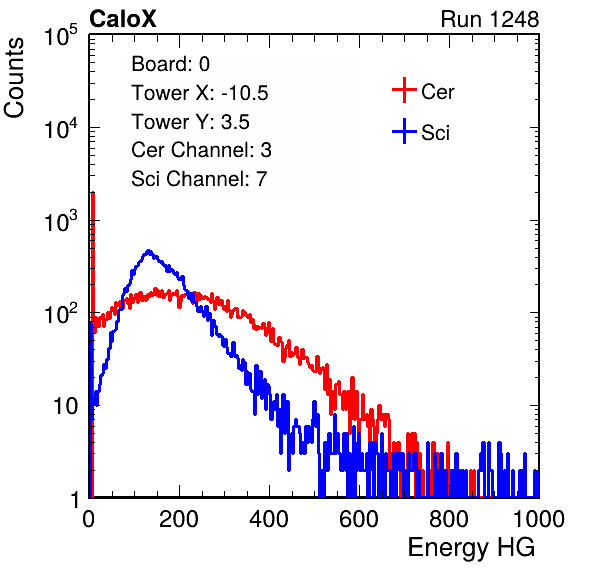 CaloX Run 1248
Counts
10^5
10^4
10^3
10^2
10
1
Board: 0
Tower X: -10.5
Tower Y: 3.5
Cer Channel: 3
Sci Channel: 7
Cer
Sci
0 200 400 600 800 1000
Energy HG